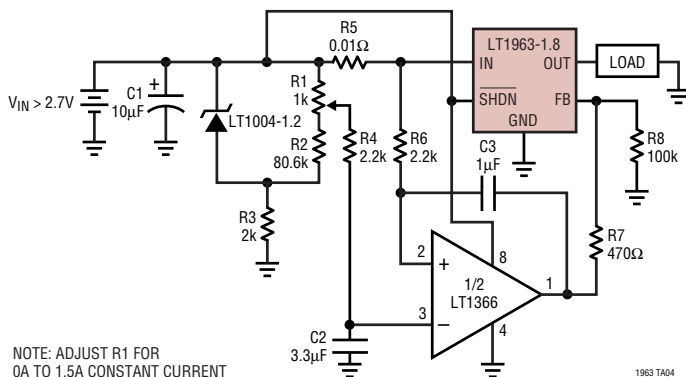 R5
0.01Ω
LT1963-1.8
IN
OUT
LOAD
SHDN
FB
GND
VIN > 2.7V
+
C1
10µF
LT1004-1.2
R1
1k
R2
80.6k
R4
2.2k
R6
2.2k
C3
1µF
R8
100k
R3
2k
R7
470Ω
2
+
8
1/2
LT1366
1
3
–
4
C2
3.3µF
NOTE: ADJUST R1 FOR
0A TO 1.5A CONSTANT CURRENT
1963 TA04